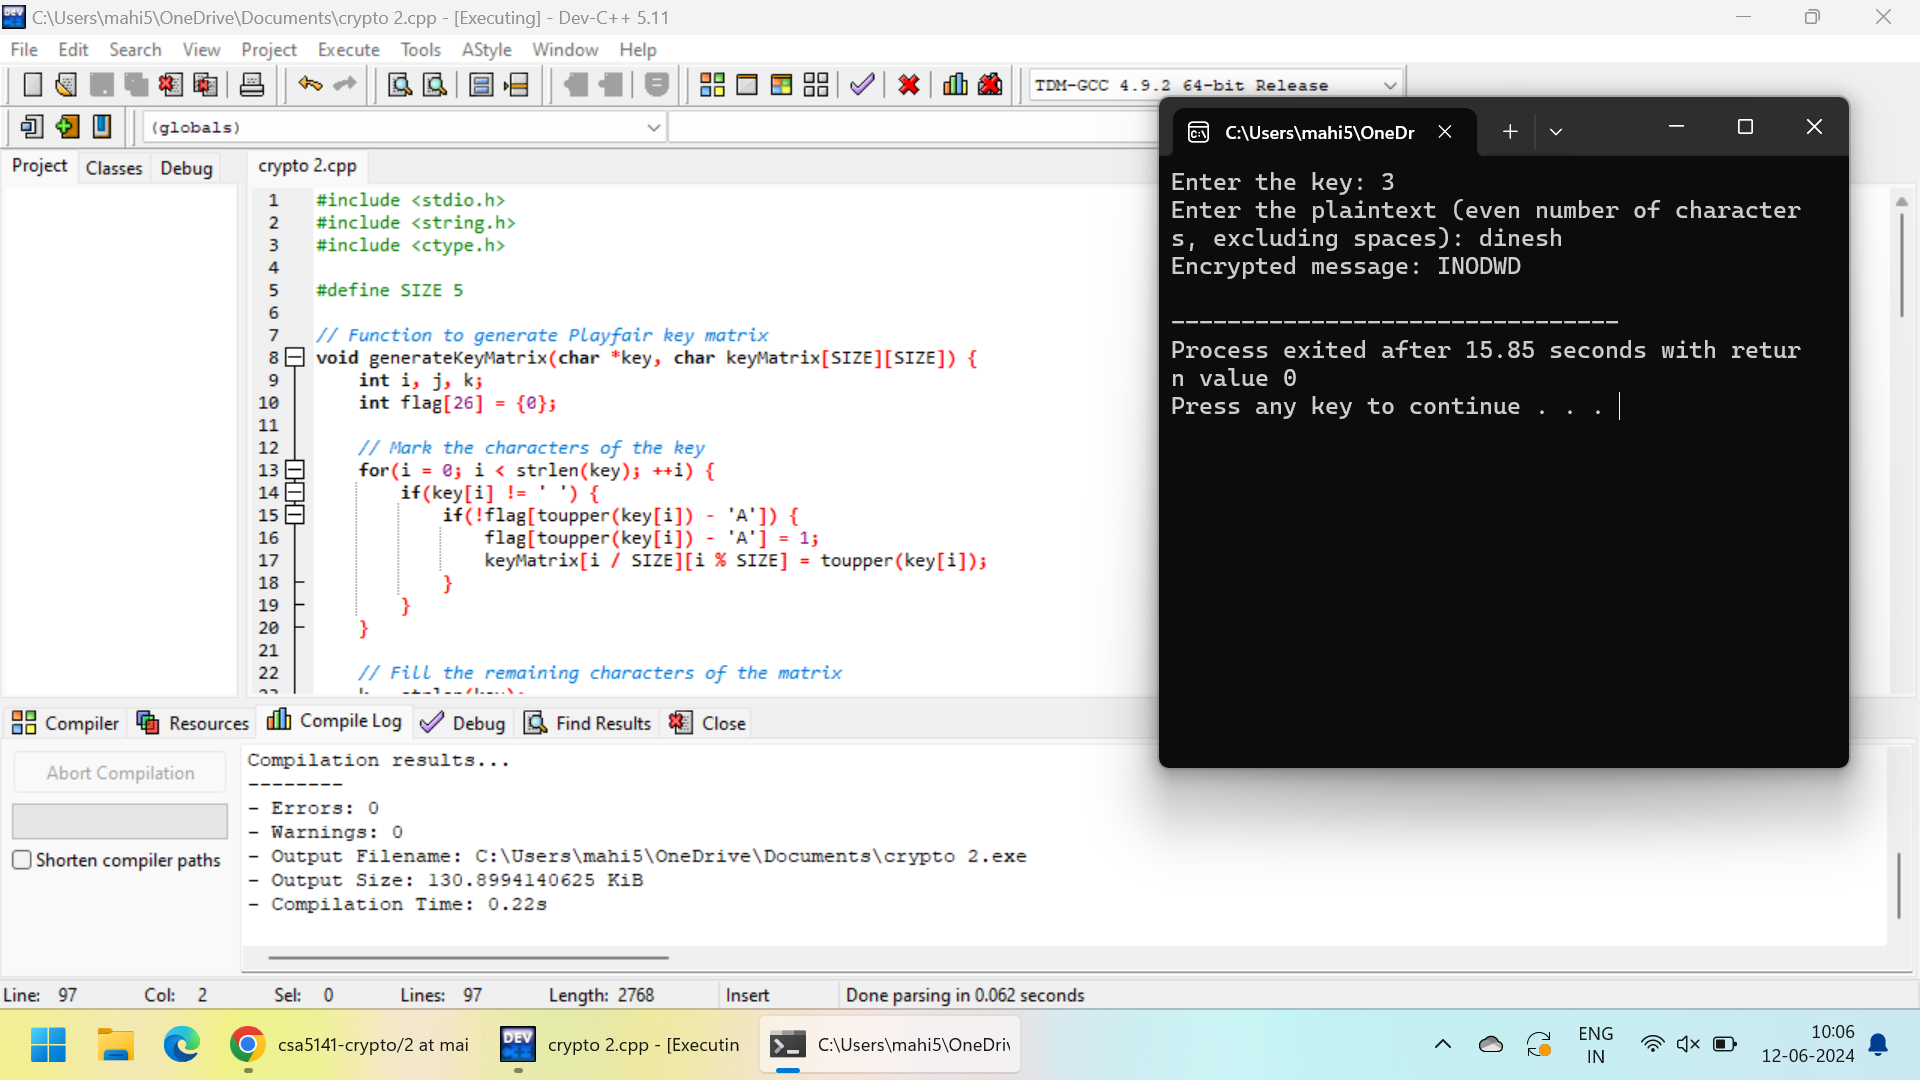 C:\Users\mahi5\OneDrive\Documents\crypto 2.cpp - [Executing] - Dev-C++ 5.11
File Edit Search View Project Execute Tools AStyle Window Help
TDM-GCC 4.9.2 64-bit Release
(globals)
Project Classes Debug
crypto 2.cpp
1 #include <stdio.h>
2 #include <string.h>
3 #include <ctype.h>
4
5 #define SIZE 5
6
7 // Function to generate Playfair key matrix
8 void generateKeyMatrix(char *key, char keyMatrix[SIZE][SIZE]) {
9 int i, j, k;
10 int flag[26] = {0};
11
12 // Mark the characters of the key
13 for(i = 0; i < strlen(key); ++i) {
14 if(key[i] != ' ') {
15 if(!flag[toupper(key[i]) - 'A']) {
16 flag[toupper(key[i]) - 'A'] = 1;
17 keyMatrix[i / SIZE][i % SIZE] = toupper(key[i]);
18 }
19 }
20 }
21
22 // Fill the remaining characters of the matrix
C:\Users\mahi5\OneDr
Enter the key: 3
Enter the plaintext (even number of character
s, excluding spaces): dinesh
Encrypted message: INODWD
--------------------------------
Process exited after 15.85 seconds with retur
n value 0
Press any key to continue . . .
Compiler Resources Compile Log Debug Find Results Close
Abort Compilation
Shorten compiler paths
Compilation results...
--------
- Errors: 0
- Warnings: 0
- Output Filename: C:\Users\mahi5\OneDrive\Documents\crypto 2.exe
- Output Size: 130.8994140625 KiB
- Compilation Time: 0.22s
Line: 97 Col: 2 Sel: 0 Lines: 97 Length: 2768 Insert Done parsing in 0.062 seconds
csa5141-crypto/2 at mai
DEV
crypto 2.cpp - [Executin
C:\Users\mahi5\OneDriv
ENG
IN
10:06
12-06-2024